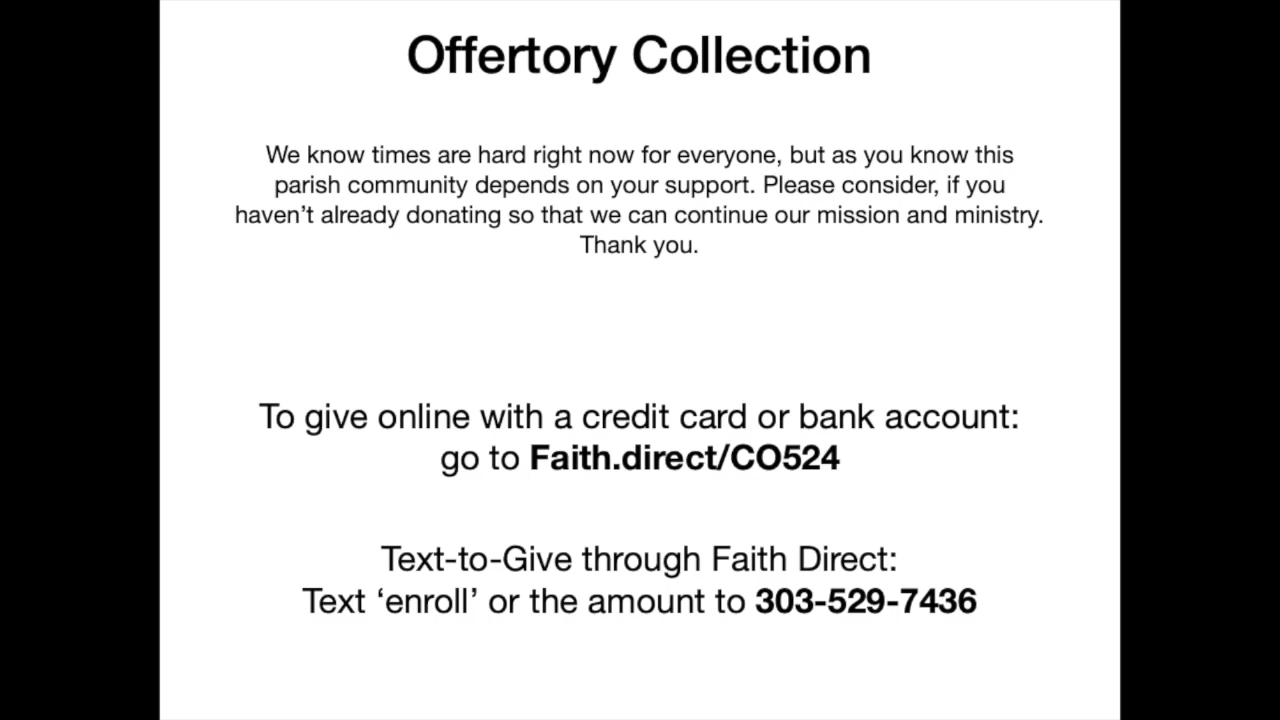 Offertory Collection
We know times are hard right now for everyone, but as you know this
parish community depends on your support. Please consider, if you
haven’t already donating so that we can continue our mission and ministry.
Thank you.
To give online with a credit card or bank account:
go to Faith.direct/CO524
Text-to-Give through Faith Direct:
Text ‘enroll’ or the amount to 303-529-7436